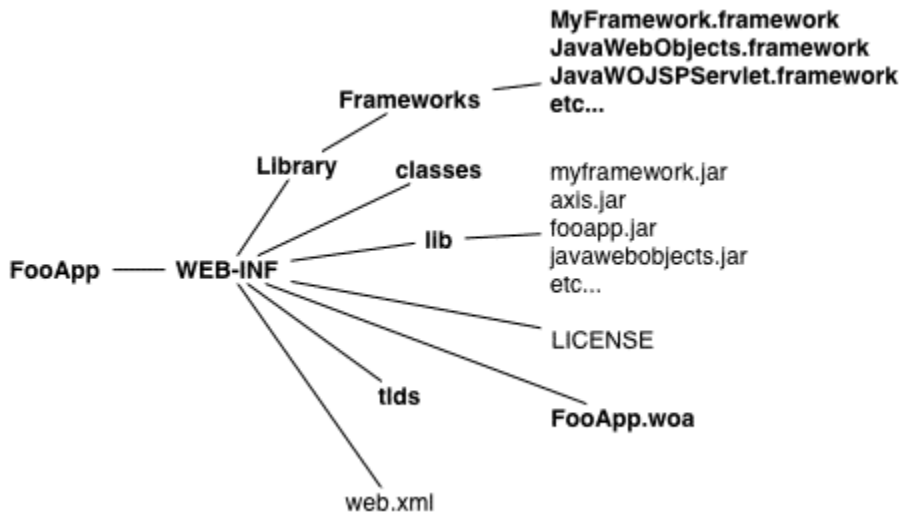 MyFramework.framework
JavaWebObjects.framework
JavaWOJSPServlet.framework
etc...
Frameworks
Library
classes
myframework.jar
axis.jar
fooapp.jar
javawebobjects.jar
etc...
lib
FooApp
WEB-INF
LICENSE
tlds
FooApp.woa
web.xml